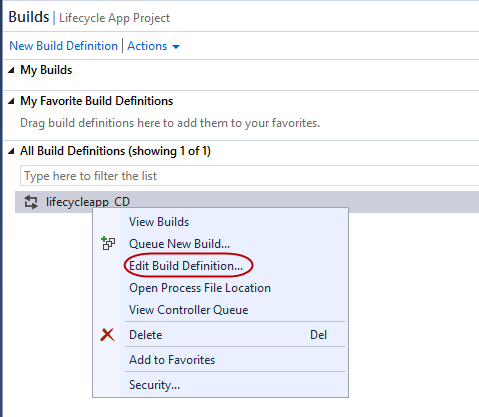 Builds | Lifecycle App Project
New Build Definition | Actions
My Builds
My Favorite Build Definitions
Drag build definitions here to add them to your favorites.
All Build Definitions (showing 1 of 1)
Type here to filter the list
lifecycleapp_CD
View Builds
Queue New Build...
Edit Build Definition...
Open Process File Location
View Controller Queue
Delete Del
Add to Favorites
Security...